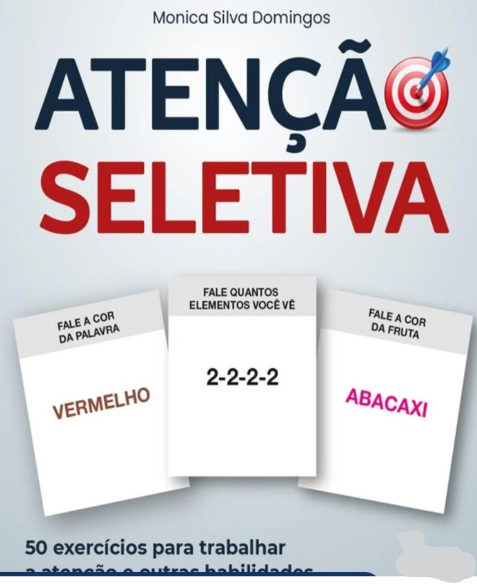 Monica Silva Domingos
ATENÇÃO
SELETIVA
FALE A COR
DA PALAVRA
VERMELHO
FALE QUANTOS
ELEMENTOS VOCÊ VÊ
2-2-2-2
FALE A COR
DA FRUTA
ABACAXI
50 exercícios para trabalhar
a atenção e outras habilidades